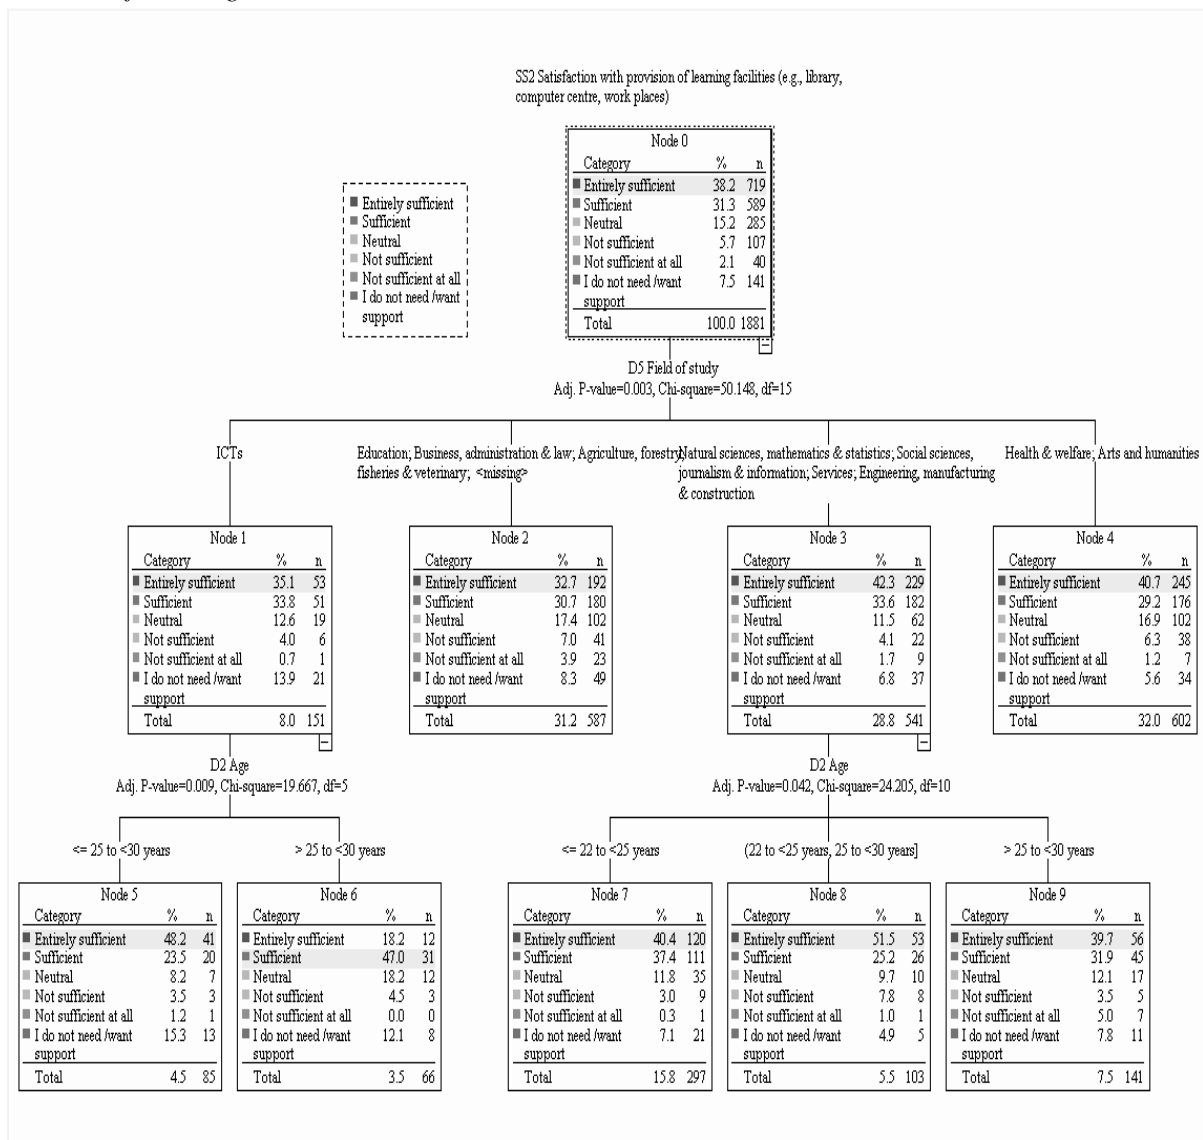 SS2 Satisfaction with provision of learning facilities (e.g., library,
computer centre, work places)
Node 0
Category % n
Entirely sufficient 38.2 719
Sufficient 31.3 589
Neutral 15.2 285
Not sufficient 5.7 107
Not sufficient at all 2.1 40
I do not need /want 7.5 141
support
Total 100.0 1881
Entirely sufficient
Sufficient
Neutral
Not sufficient
Not sufficient at all
I do not need /want
support
D5 Field of study
Adj. P-value=0.003, Chi-square=50.148, df=15
ICTs
Education; Business, administration & law; Agriculture, forestry,
fisheries & veterinary; <missing>
Natural sciences, mathematics & statistics; Social sciences,
journalism & information; Services; Engineering, manufacturing
& construction
Health & welfare; Arts and humanities
Node 1
Category % n
Entirely sufficient 35.1 53
Sufficient 33.8 51
Neutral 12.6 19
Not sufficient 4.0 6
Not sufficient at all 0.7 1
I do not need /want 13.9 21
support
Total 8.0 151
Node 2
Category % n
Entirely sufficient 32.7 192
Sufficient 30.7 180
Neutral 17.4 102
Not sufficient 7.0 41
Not sufficient at all 3.9 23
I do not need /want 8.3 49
support
Total 31.2 587
Node 3
Category % n
Entirely sufficient 42.3 229
Sufficient 33.6 182
Neutral 11.5 62
Not sufficient 4.1 22
Not sufficient at all 1.7 9
I do not need /want 6.8 37
support
Total 28.8 541
Node 4
Category % n
Entirely sufficient 40.7 245
Sufficient 29.2 176
Neutral 16.9 102
Not sufficient 6.3 38
Not sufficient at all 1.2 7
I do not need /want 5.6 34
support
Total 32.0 602
D2 Age
Adj. P-value=0.009, Chi-square=19.667, df=5
D2 Age
Adj. P-value=0.042, Chi-square=24.205, df=10
<= 25 to <30 years
> 25 to <30 years
<= 22 to <25 years
(22 to <25 years, 25 to <30 years]
> 25 to <30 years
Node 5
Category % n
Entirely sufficient 48.2 41
Sufficient 23.5 20
Neutral 8.2 7
Not sufficient 3.5 3
Not sufficient at all 1.2 1
I do not need /want 15.3 13
support
Total 4.5 85
Node 6
Category % n
Entirely sufficient 18.2 12
Sufficient 47.0 31
Neutral 18.2 12
Not sufficient 4.5 3
Not sufficient at all 0.0 0
I do not need /want 12.1 8
support
Total 3.5 66
Node 7
Category % n
Entirely sufficient 40.4 120
Sufficient 37.4 111
Neutral 11.8 35
Not sufficient 3.0 9
Not sufficient at all 0.3 1
I do not need /want 7.1 21
support
Total 15.8 297
Node 8
Category % n
Entirely sufficient 51.5 53
Sufficient 25.2 26
Neutral 9.7 10
Not sufficient 7.8 8
Not sufficient at all 1.0 1
I do not need /want 4.9 5
support
Total 5.5 103
Node 9
Category % n
Entirely sufficient 39.7 56
Sufficient 31.9 45
Neutral 12.1 17
Not sufficient 3.5 5
Not sufficient at all 5.0 7
I do not need /want 7.8 11
support
Total 7.5 141